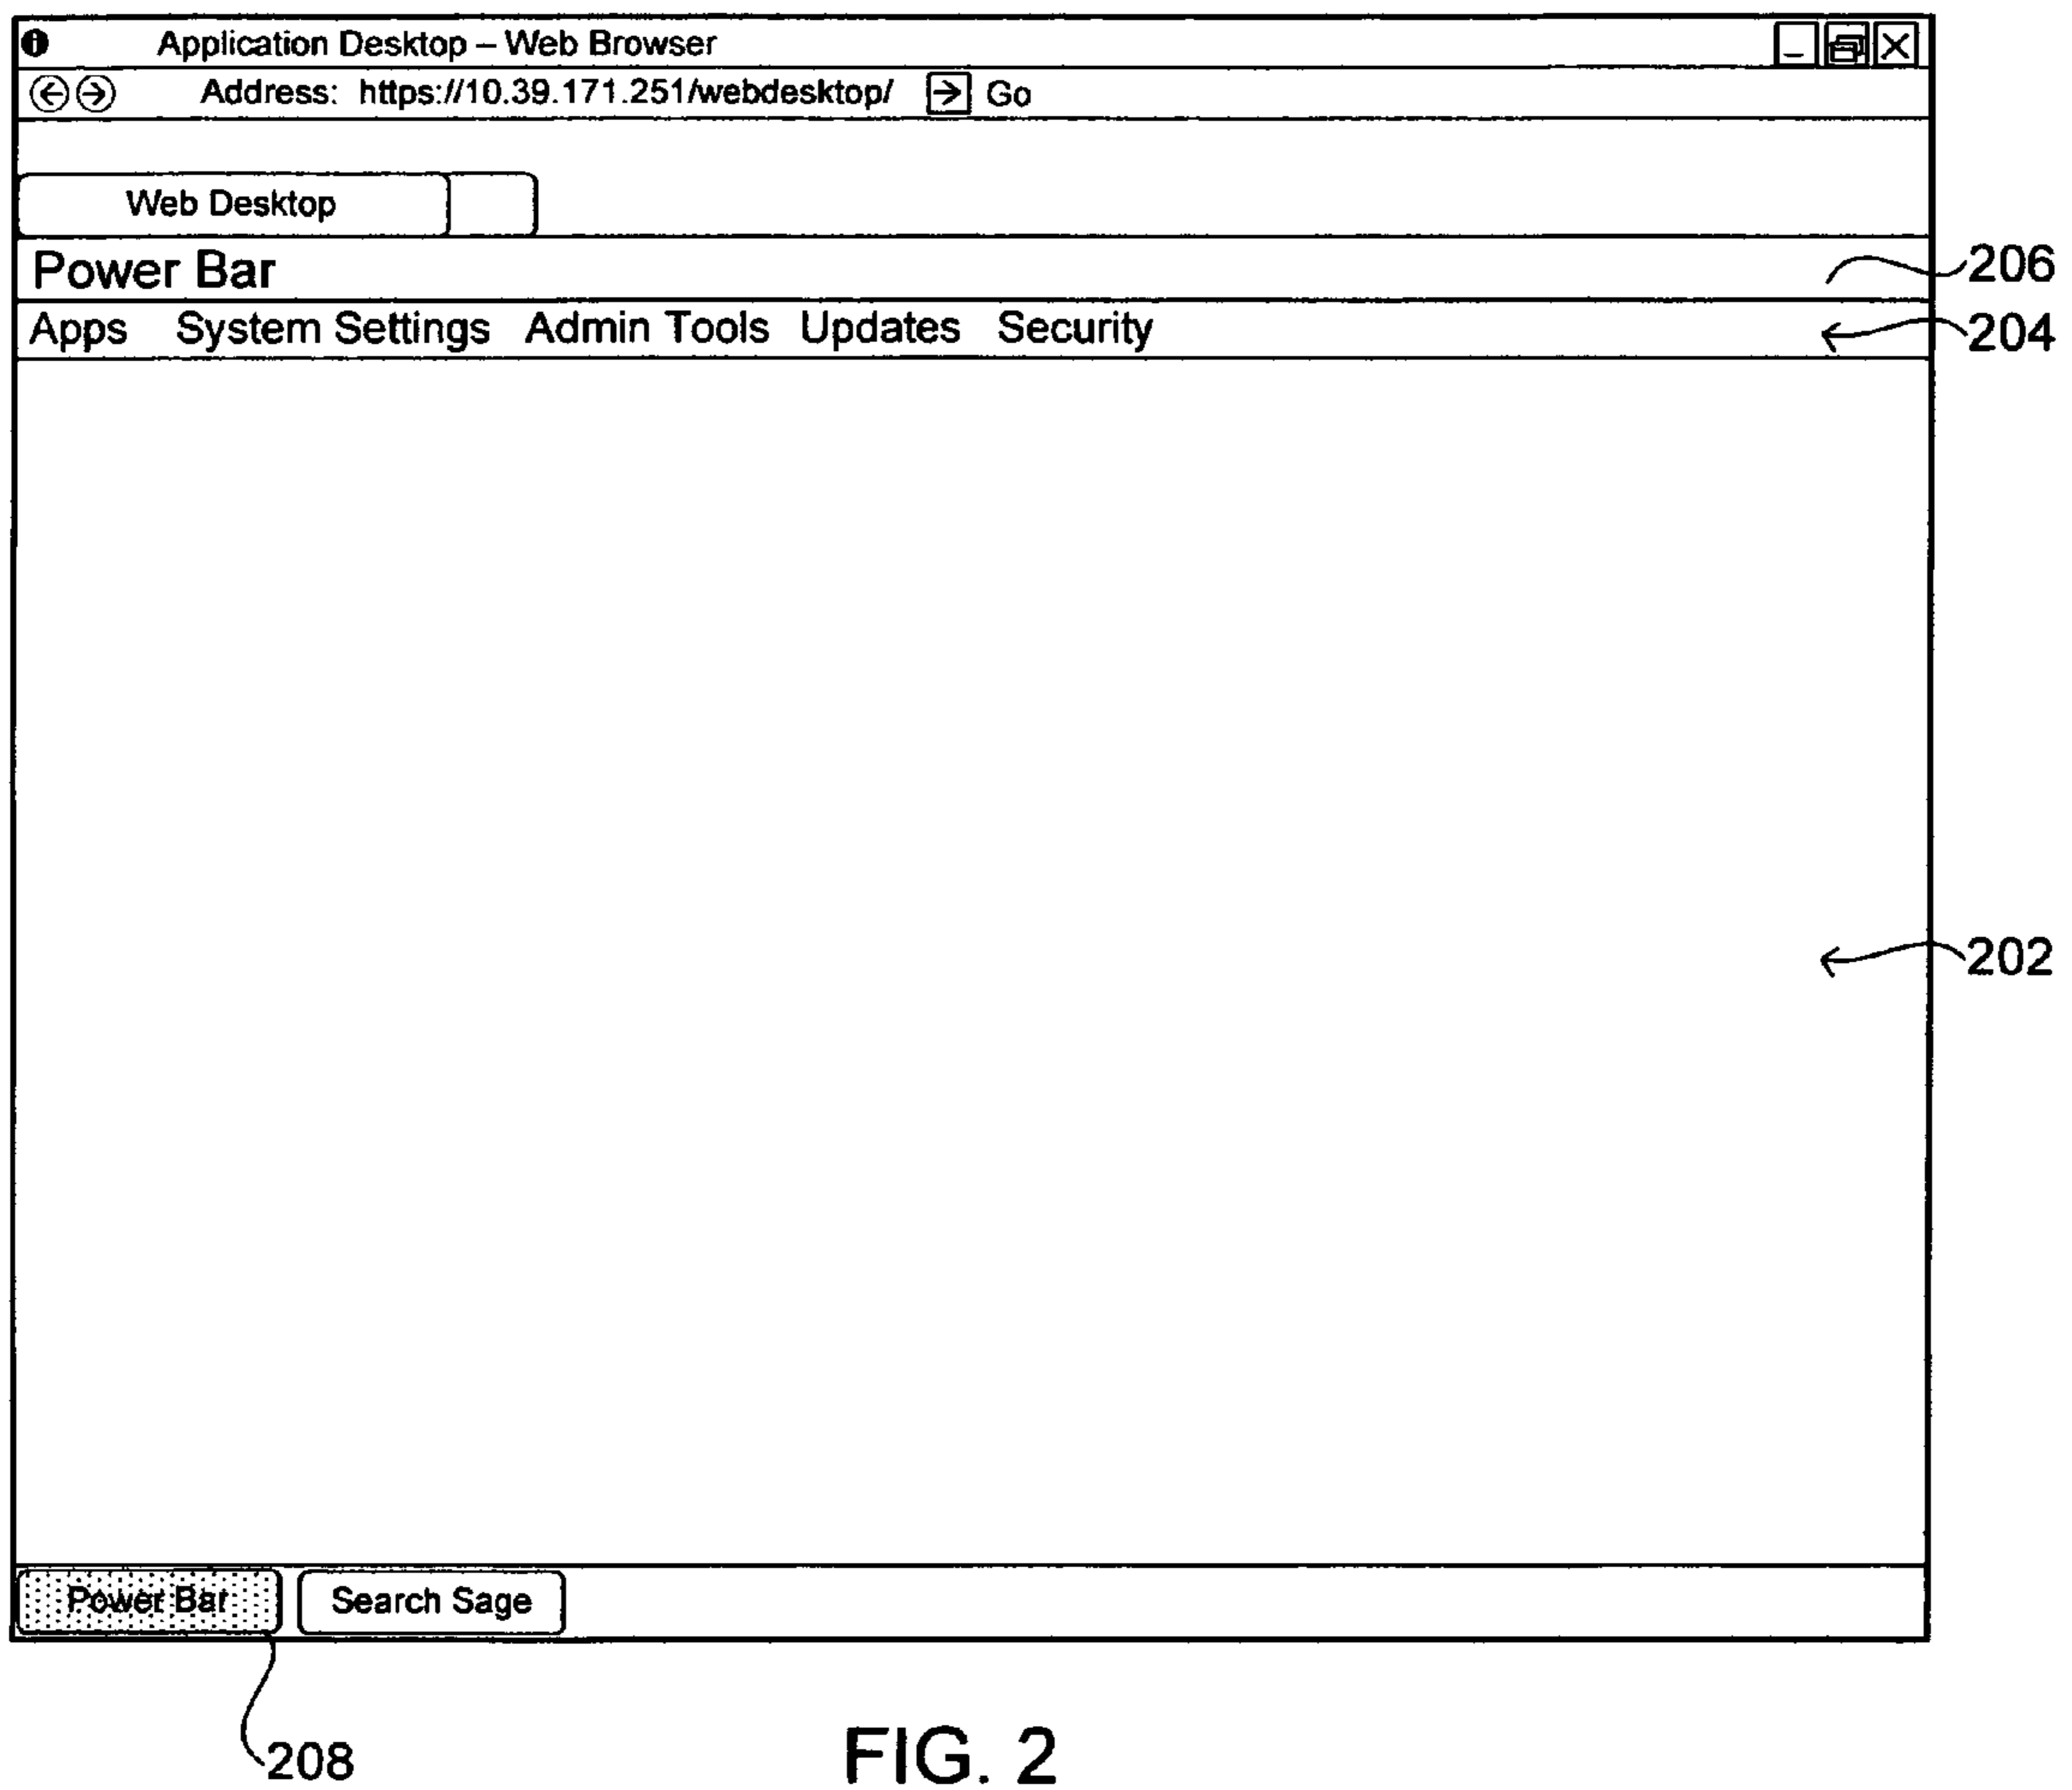 Application Desktop – Web Browser
Address: https://10.39.171.251/webdesktop/ Go
Web Desktop
Power Bar
206
Apps System Settings Admin Tools Updates Security
204
202
Power Bar Search Sage
208
FIG. 2